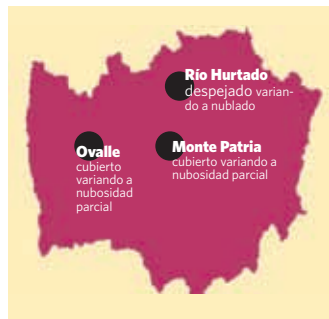 Río Hurtado
despejado varian-
do a nublado
Ovalle
cubierto
variando a
nubosidad
parcial
Monte Patria
cubierto variando a
nubosidad parcial